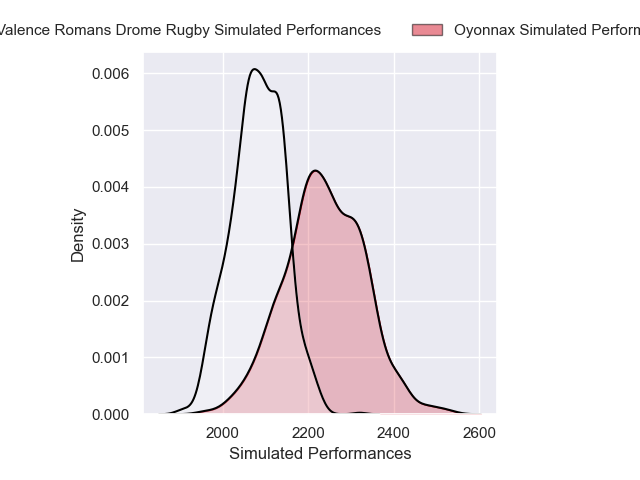 Valence Romans Drome Rugby Simulated Performances
Oyonnax Simulated Perform
0.006
0.005
0.004
0.003
0.002
0.001
0.000
Density
2000
2200
2400
2600
Simulated Performances